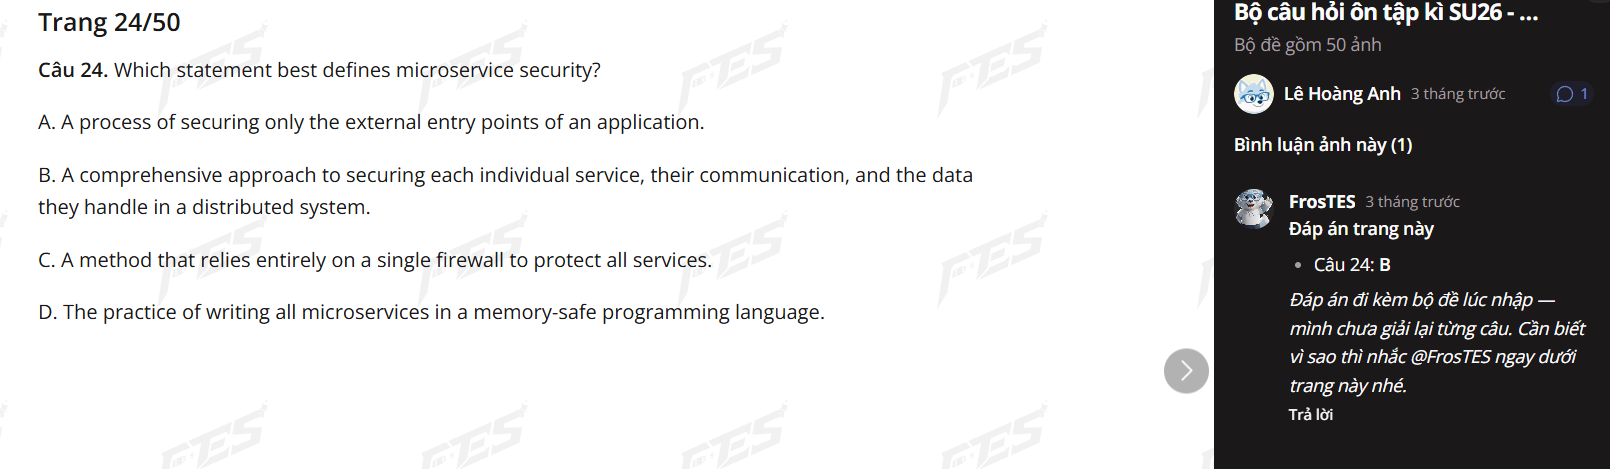 Trang 24/50
Câu 24. Which statement best defines microservice security?
A. A process of securing only the external entry points of an application.
B. A comprehensive approach to securing each individual service, their communication, and the data
they handle in a distributed system.
C. A method that relies entirely on a single firewall to protect all services.
D. The practice of writing all microservices in a memory-safe programming language.
Bộ câu hỏi ôn tập kì SU26 - ...
Bộ đề gồm 50 ảnh
Lê Hoàng Anh 3 tháng trước 1
Bình luận ảnh này (1)
FrosTES 3 tháng trước
Đáp án trang này
• Câu 24: B
Đáp án đi kèm bộ đề lúc nhập —
mình chưa giải lại từng câu. Cần biết
vì sao thì nhắc @FrosTES ngay dưới
trang này nhé.
Trả lời